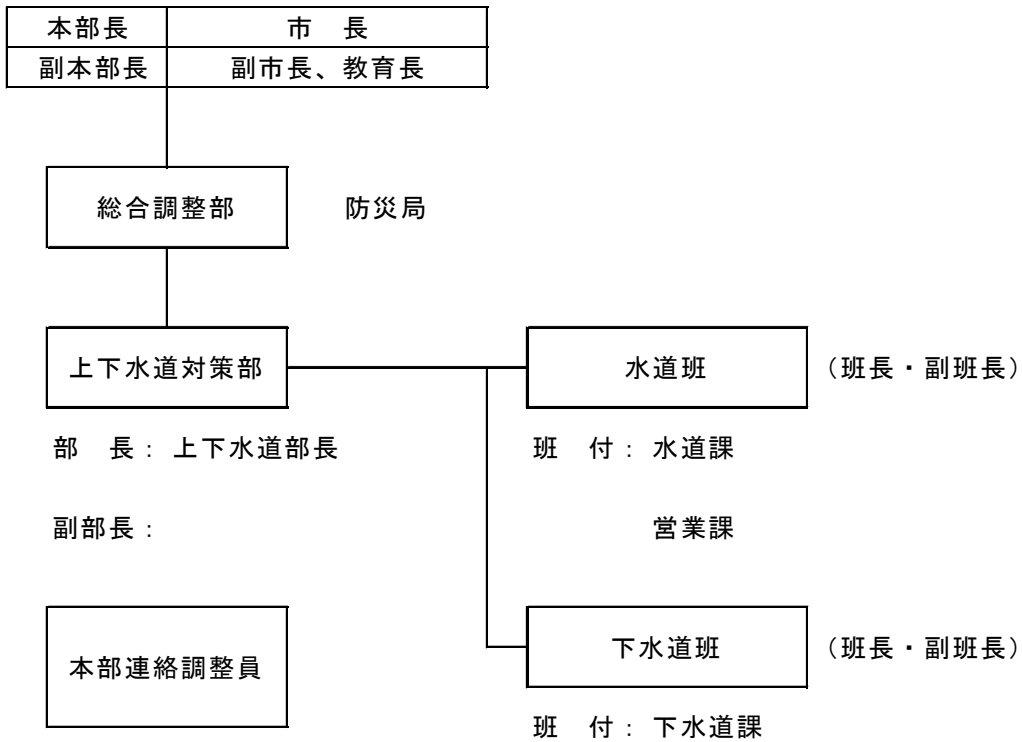 本部長 市　長
副本部長 副市長、教育長
総合調整部 防災局
上下水道対策部 水道班 （班長・副班長）
部　長： 上下水道部長 班　付： 水道課
副部長： 営業課
本部連絡調整員 下水道班 （班長・副班長）
班　付： 下水道課